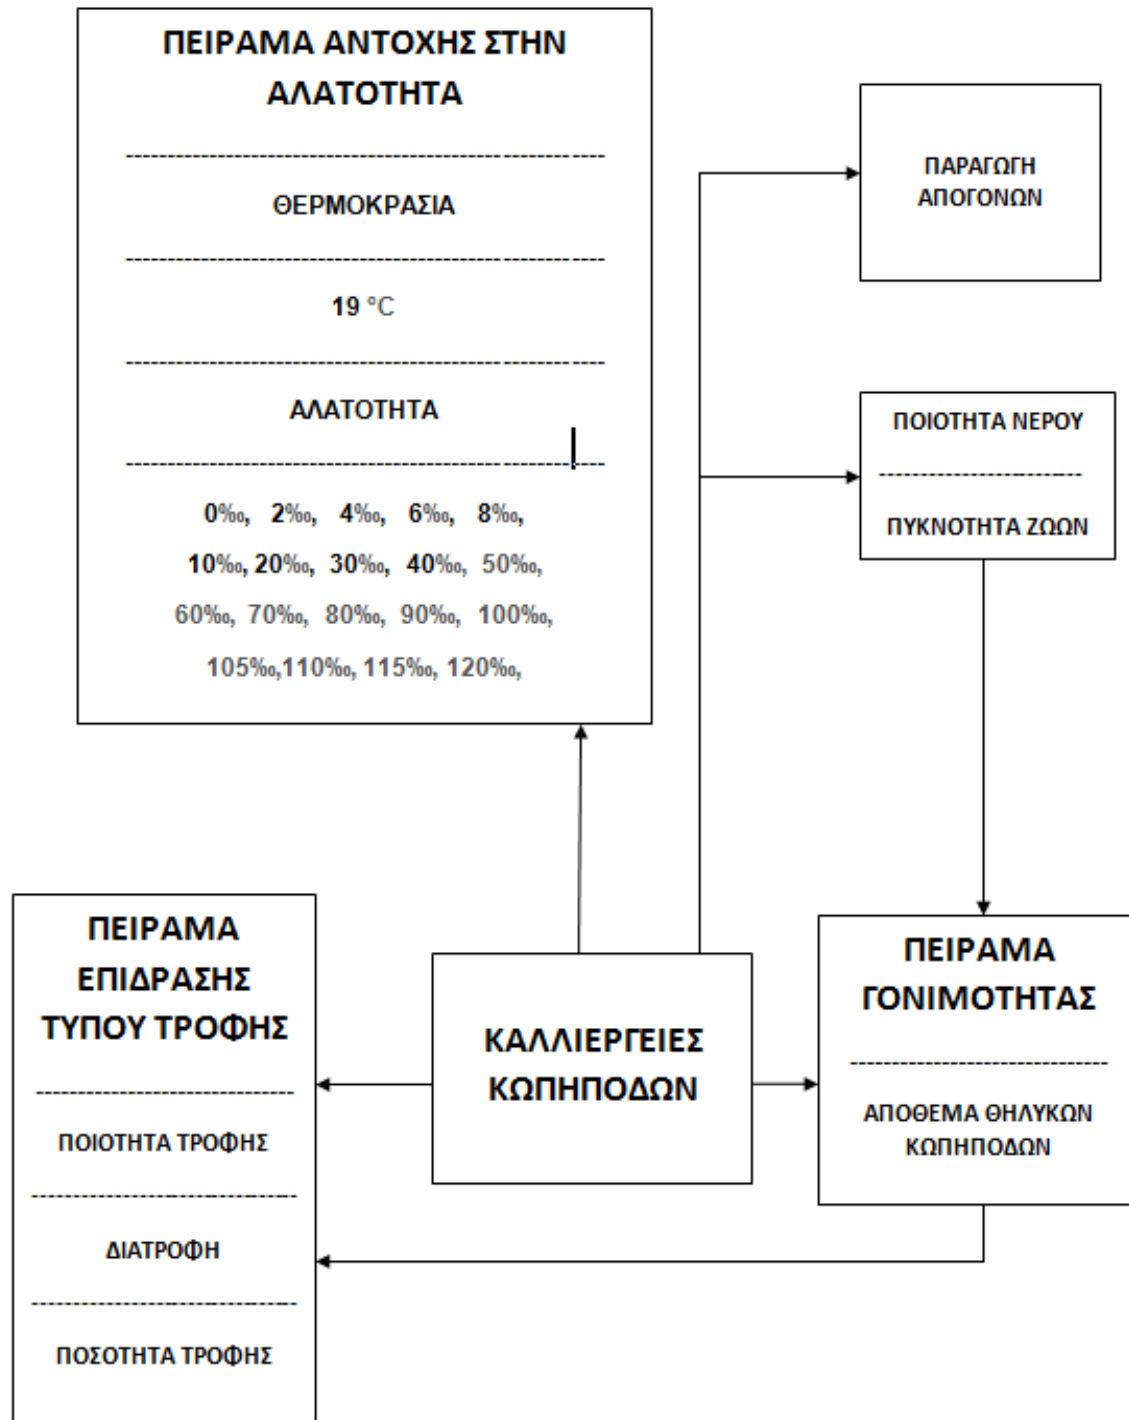 ΠΕΙΡΑΜΑ ΑΝΤΟΧΗΣ ΣΤΗΝ
ΑΛΑΤΟΤΗΤΑ
ΘΕΡΜΟΚΡΑΣΙΑ
19 °C
ΑΛΑΤΟΤΗΤΑ
0‰, 2‰, 4‰, 6‰, 8‰,
10‰, 20‰, 30‰, 40‰, 50‰,
60‰, 70‰, 80‰, 90‰, 100‰,
105‰,110‰, 115‰, 120‰,
ΠΑΡΑΓΩΓΗ
ΑΠΟΓΟΝΩΝ
ΠΟΙΟΤΗΤΑ ΝΕΡΟΥ
ΠΥΚΝΟΤΗΤΑ ΖΩΩΝ
ΠΕΙΡΑΜΑ
ΕΠΙΔΡΑΣΗΣ
ΤΥΠΟΥ ΤΡΟΦΗΣ
ΠΟΙΟΤΗΤΑ ΤΡΟΦΗΣ
ΔΙΑΤΡΟΦΗ
ΠΟΣΟΤΗΤΑ ΤΡΟΦΗΣ
ΚΑΛΛΙΕΡΓΕΙΕΣ
ΚΩΠΗΠΟΔΩΝ
ΠΕΙΡΑΜΑ
ΓΟΝΙΜΟΤΗΤΑΣ
ΑΠΟΘΕΜΑ ΘΗΛΥΚΩΝ
ΚΩΠΗΠΟΔΩΝ